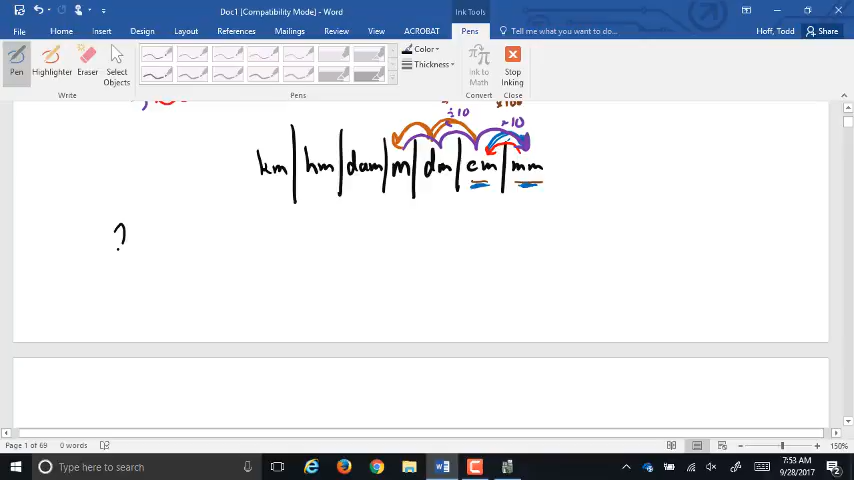 Doc1 [Compatibility Mode] - Word
Ink Tools
Hoff, Todd
File Home Insert Design Layout References Mailings Review View ACROBAT Pens Tell me what you want to do... Share
Pen Highlighter Eraser Select Objects
Color
Thickness
Ink to Math
Stop Inking
Write Pens Convert Close
÷10 ×100
×10
km hm dam m dm cm mm
?
Page 1 of 69 0 words 150%
Type here to search
7:53 AM
9/28/2017
2